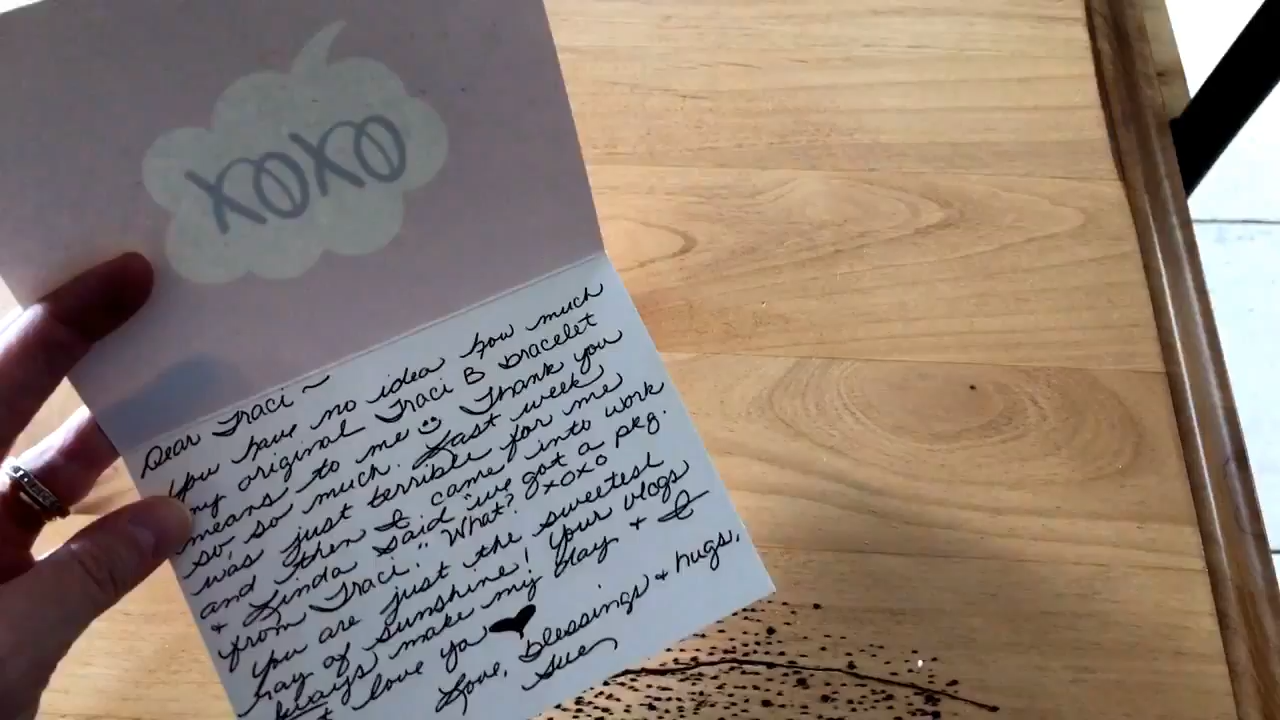 XOXO
Dear Traci ~
You have no idea how much
my original Traci B bracelet
means to me ☺ Thank you
so, so much. Last week
was just terrible for me
and then I came into work
+ Linda said "we got a pkg.
from Traci." What? XOXO
You are just the sweetest
ray of sunshine! Your vlogs
always make my day + I
love ya ♥
Love, blessings + hugs,
Sue